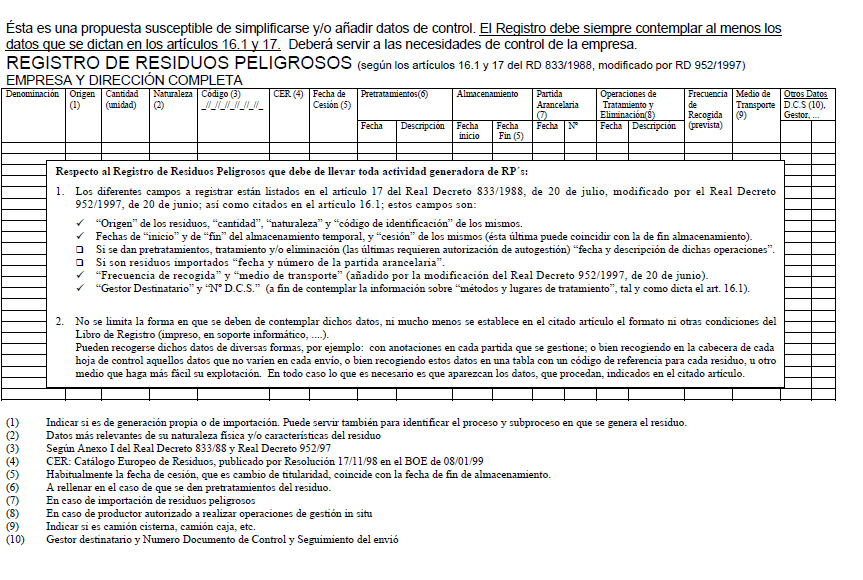 Ésta es una propuesta susceptible de simplificarse y/o añadir datos de control. El Registro debe siempre contemplar al menos los
datos que se dictan en los artículos 16.1 y 17. Deberá servir a las necesidades de control de la empresa.
REGISTRO DE RESIDUOS PELIGROSOS (según los artículos 16.1 y 17 del RD 833/1988, modificado por RD 952/1997)
EMPRESA Y DIRECCIÓN COMPLETA
Denominación
Origen
(1)
Cantidad
(unidad)
Naturaleza
(2)
Código (3)
_//_//_//_//_//_//_
CER (4)
Fecha de
Cesión (5)
Pretratamientos(6)
Fecha
Descripción
Almacenamiento
Fecha
inicio
Fecha
Fin (5)
Partida
Arancelaria
(7)
Fecha
Nº
Operaciones de
Tratamiento y
Eliminación(8)
Fecha
Descripción
Frecuencia
de
Recogida
(prevista)
Medio de
Transporte
(9)
Otros Datos
D.C.S (10),
Gestor, ...
Respecto al Registro de Residuos Peligrosos que debe de llevar toda actividad generadora de RP´s:
1. Los diferentes campos a registrar están listados en el artículo 17 del Real Decreto 833/1988, de 20 de julio, modificado por el Real Decreto
952/1997, de 20 de junio; así como citados en el artículo 16.1; estos campos son:
✓ “Origen” de los residuos, “cantidad”, “naturaleza” y “código de identificación” de los mismos.
✓ Fechas de “inicio” y de “fin” del almacenamiento temporal, y “cesión” de los mismos (ésta última puede coincidir con la de fin almacenamiento).
❑ Si se dan pretratamientos, tratamiento y/o eliminación (las últimas requieren autorización de autogestión) “fecha y descripción de dichas operaciones”.
❑ Si son residuos importados “fecha y número de la partida arancelaria”.
✓ “Frecuencia de recogida” y “medio de transporte” (añadido por la modificación del Real Decreto 952/1997, de 20 de junio).
✓ “Gestor Destinatario” y “Nº D.C.S.” (a fin de contemplar la información sobre “métodos y lugares de tratamiento”, tal y como dicta el art. 16.1).
2. No se limita la forma en que se deben de contemplar dichos datos, ni mucho menos se establece en el citado artículo el formato ni otras condiciones del
Libro de Registro (impreso, en soporte informático, ....).
Pueden recogerse dichos datos de diversas formas, por ejemplo: con anotaciones en cada partida que se gestione; o bien recogiendo en la cabecera de cada
hoja de control aquellos datos que no varíen en cada envío, o bien recogiendo estos datos en una tabla con un código de referencia para cada residuo, u otro
medio que haga más fácil su explotación. En todo caso lo que es necesario es que aparezcan los datos, que procedan, indicados en el citado artículo.
(1) Indicar si es de generación propia o de importación. Puede servir también para identificar el proceso y subproceso en que se genera el residuo.
(2) Datos más relevantes de su naturaleza física y/o características del residuo
(3) Según Anexo I del Real Decreto 833/88 y Real Decreto 952/97
(4) CER: Catálogo Europeo de Residuos, publicado por Resolución 17/11/98 en el BOE de 08/01/99
(5) Habitualmente la fecha de cesión, que es cambio de titularidad, coincide con la fecha de fin de almacenamiento.
(6) A rellenar en el caso de que se den pretratamientos del residuo.
(7) En caso de importación de residuos peligrosos
(8) En caso de productor autorizado a realizar operaciones de gestión in situ
(9) Indicar si es camión cisterna, camión caja, etc.
(10) Gestor destinatario y Numero Documento de Control y Seguimiento del envió